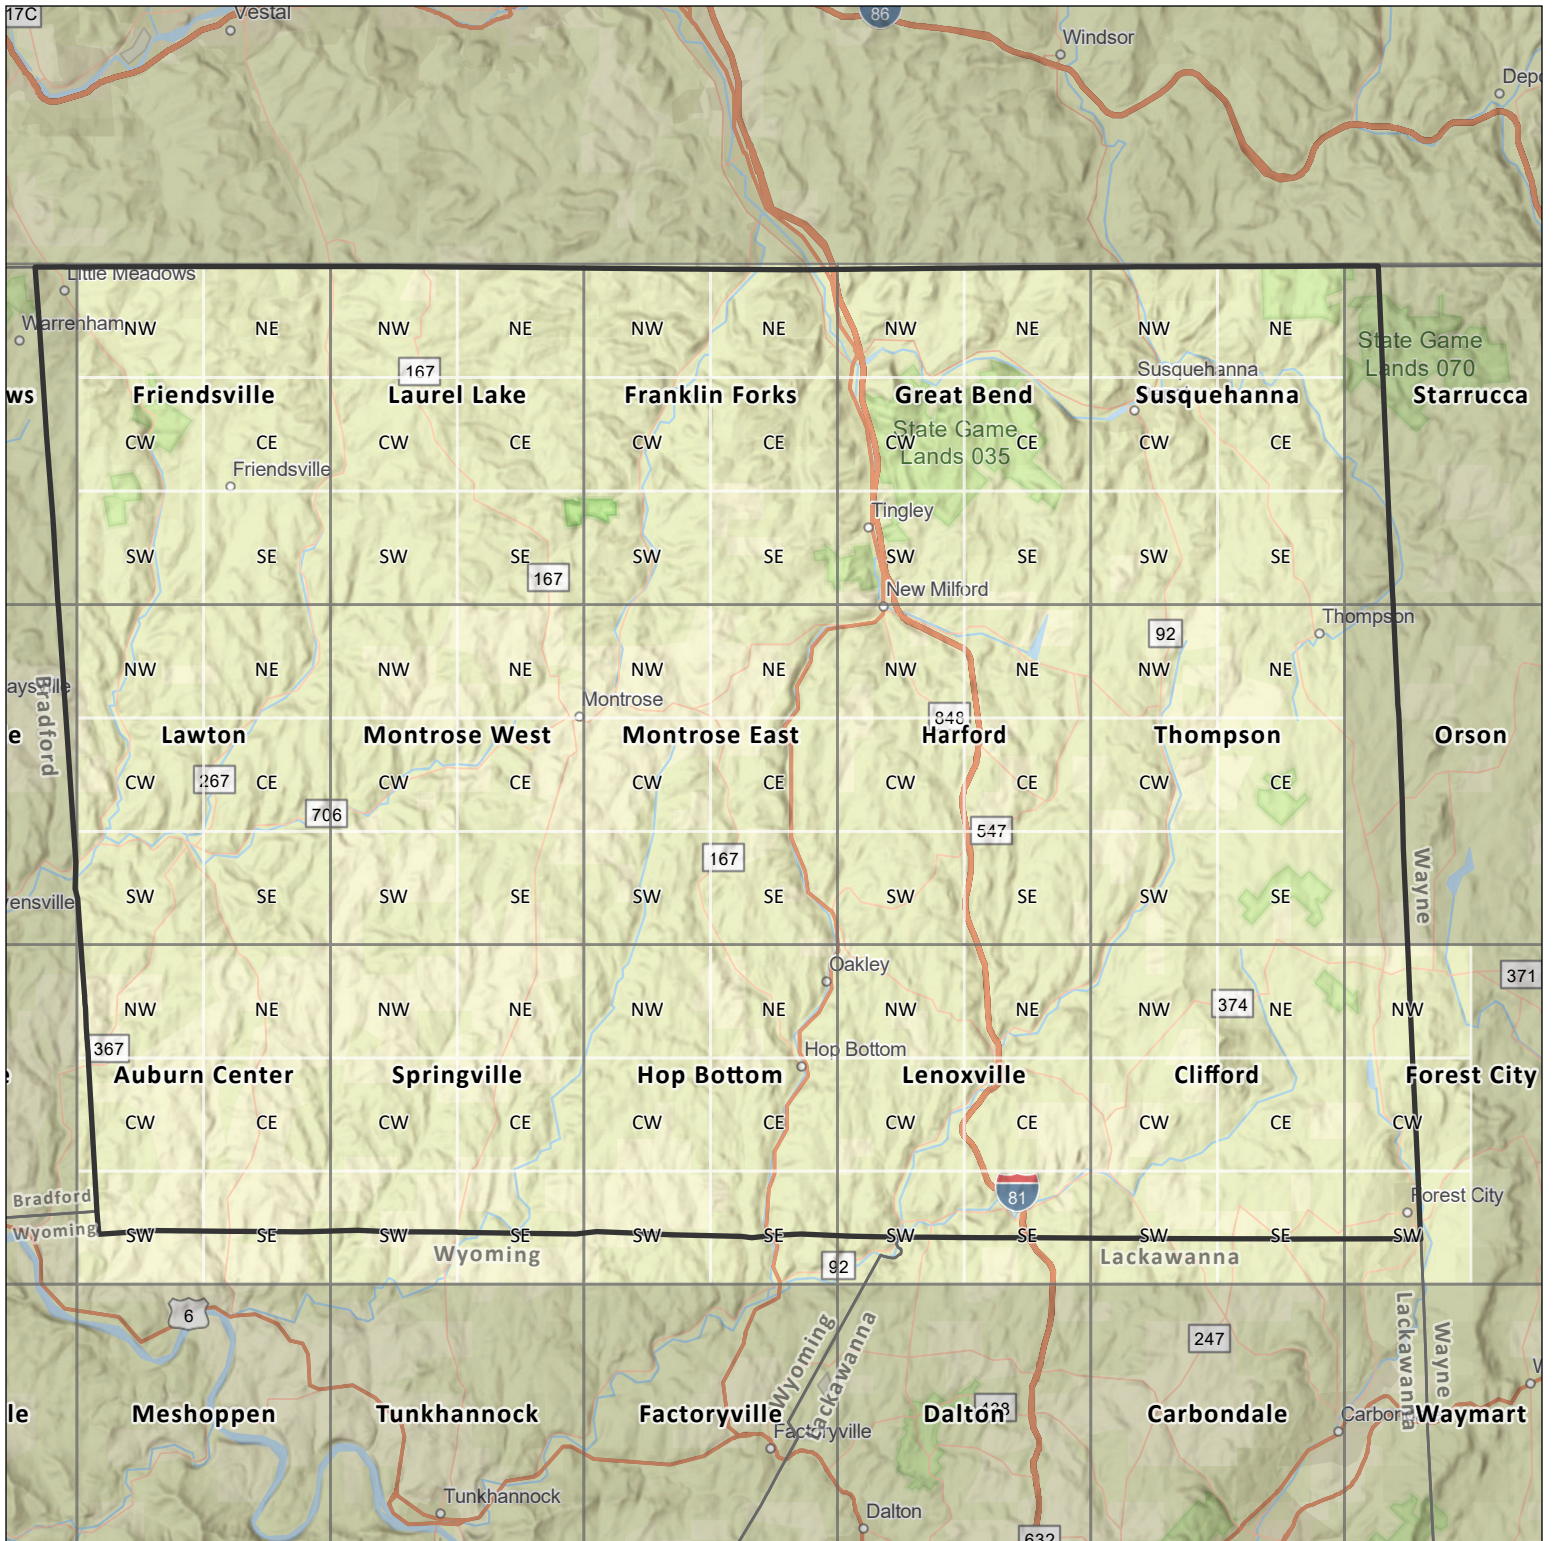 17C
Vestal
86
Windsor
Little Meadows
Warrenham
NW NE NW NE NW NE NW NE NW NE
167
State Game
Lands 070
Susquehanna
ws
Friendsville
Laurel Lake
Franklin Forks
Great Bend
Susquehanna
Starrucca
State Game
Lands 035
CW CE CW CE CW CE CW CE CW CE
Friendsville
Tingley
SW SE SW SE SW SE SW SE SW SE
167
New Milford
Thompson
92
NW NE NW NE NW NE NW NE NW NE
Bradford
Montrose
848
e
Lawton
Montrose West
Montrose East
Harford
Thompson
Orson
267
CW CE CW CE CW CE CW CE CW CE
706
547
167
Wayne
SW SE SW SE SW SE SW SE SW SE
Oakley
371
NW NE NW NE NW NE NW NE NW NE NW
374
367
Hop Bottom
Auburn Center
Springville
Hop Bottom
Lenoxville
Clifford
Forest City
CW CE CW CE CW CE CW CE CW CE CW
Bradford
81
Forest City
Wyoming
SW SE SW SE SW SE SW SE SW SE SW
Wyoming
Lackawanna
92
6
Wyoming
Lackawanna
247
Lackawanna
Wayne
le
Meshoppen
Tunkhannock
Factoryville
Dalton
Carbondale
Waymart
Factoryville
Tunkhannock
Dalton
632